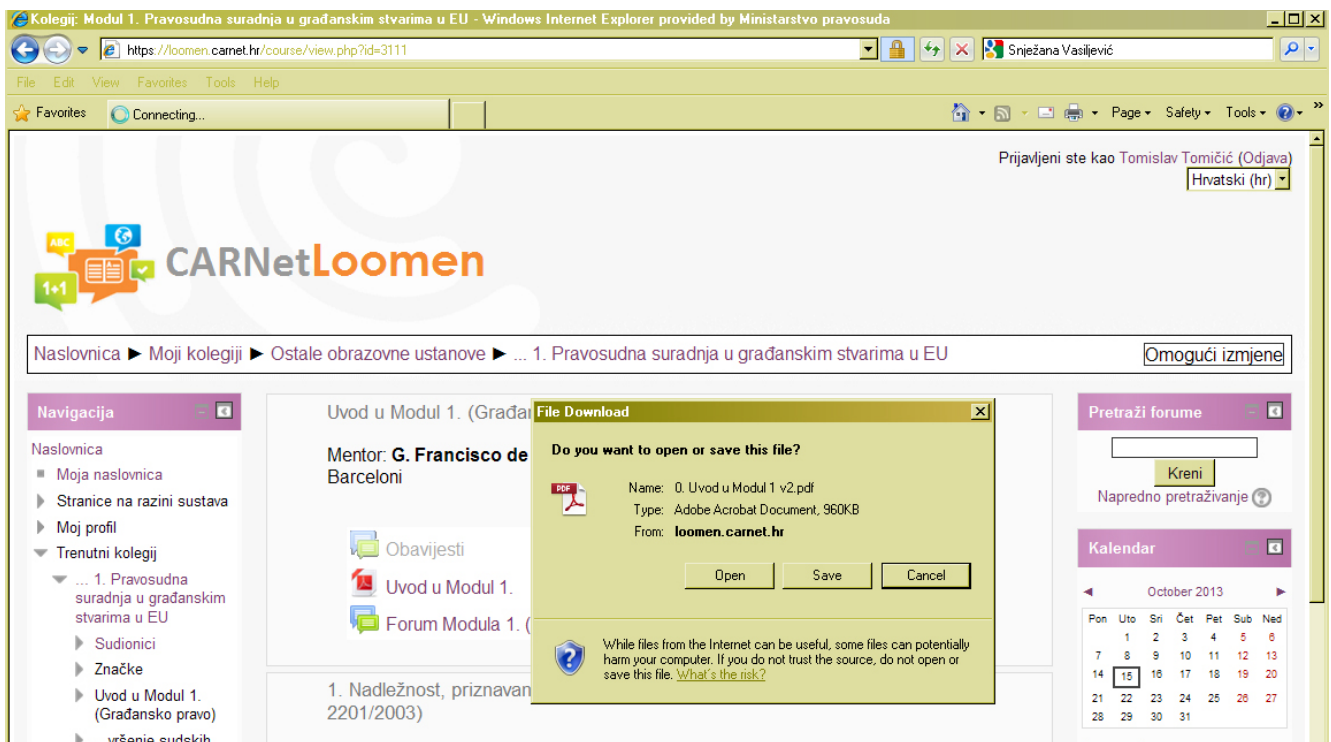 Kolegij: Modul 1. Pravosudna suradnja u građanskim stvarima u EU - Windows Internet Explorer provided by Ministarstvo pravosuda
https://loomen.carnet.hr/course/view.php?id=3111
Snježana Vasiljević
File Edit View Favorites Tools Help
Favorites
Connecting...
Page Safety Tools
Prijavljeni ste kao Tomislav Tomičić (Odjava)
Hrvatski (hr)
ABC
1+1
CARNetLoomen
Naslovnica ► Moji kolegiji ► Ostale obrazovne ustanove ► ... 1. Pravosudna suradnja u građanskim stvarima u EU
Omogući izmjene
Navigacija
Naslovnica
Moja naslovnica
Stranice na razini sustava
Moj profil
Trenutni kolegij
... 1. Pravosudna
suradnja u građanskim
stvarima u EU
Sudionici
Značke
Uvod u Modul 1.
(Građansko pravo)
...vršenje sudskih
Uvod u Modul 1. (Građan
Mentor: G. Francisco de
Barceloni
Obavijesti
Uvod u Modul 1.
Forum Modula 1. (
1. Nadležnost, priznavan
2201/2003)
File Download
Do you want to open or save this file?
PDF
Name: 0. Uvod u Modul 1 v2.pdf
Type: Adobe Acrobat Document, 960KB
From: loomen.carnet.hr
Open Save Cancel
While files from the Internet can be useful, some files can potentially
harm your computer. If you do not trust the source, do not open or
save this file. What's the risk?
Pretraži forume
Kreni
Napredno pretraživanje
Kalendar
◄ October 2013 ►
Pon Uto Sri Čet Pet Sub Ned
1 2 3 4 5 6
7 8 9 10 11 12 13
14 15 16 17 18 19 20
21 22 23 24 25 26 27
28 29 30 31